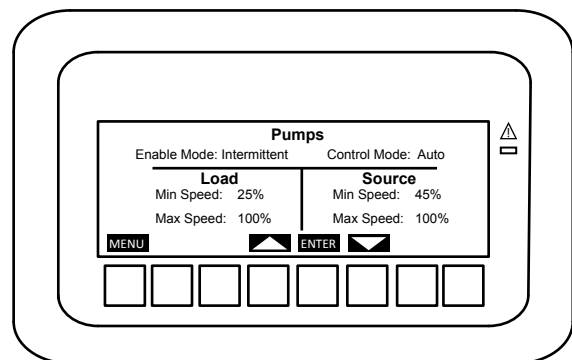 Pumps
Enable Mode: Intermittent Control Mode: Auto
Load Source
Min Speed: 25% Min Speed: 45%
Max Speed: 100% Max Speed: 100%
MENU ENTER